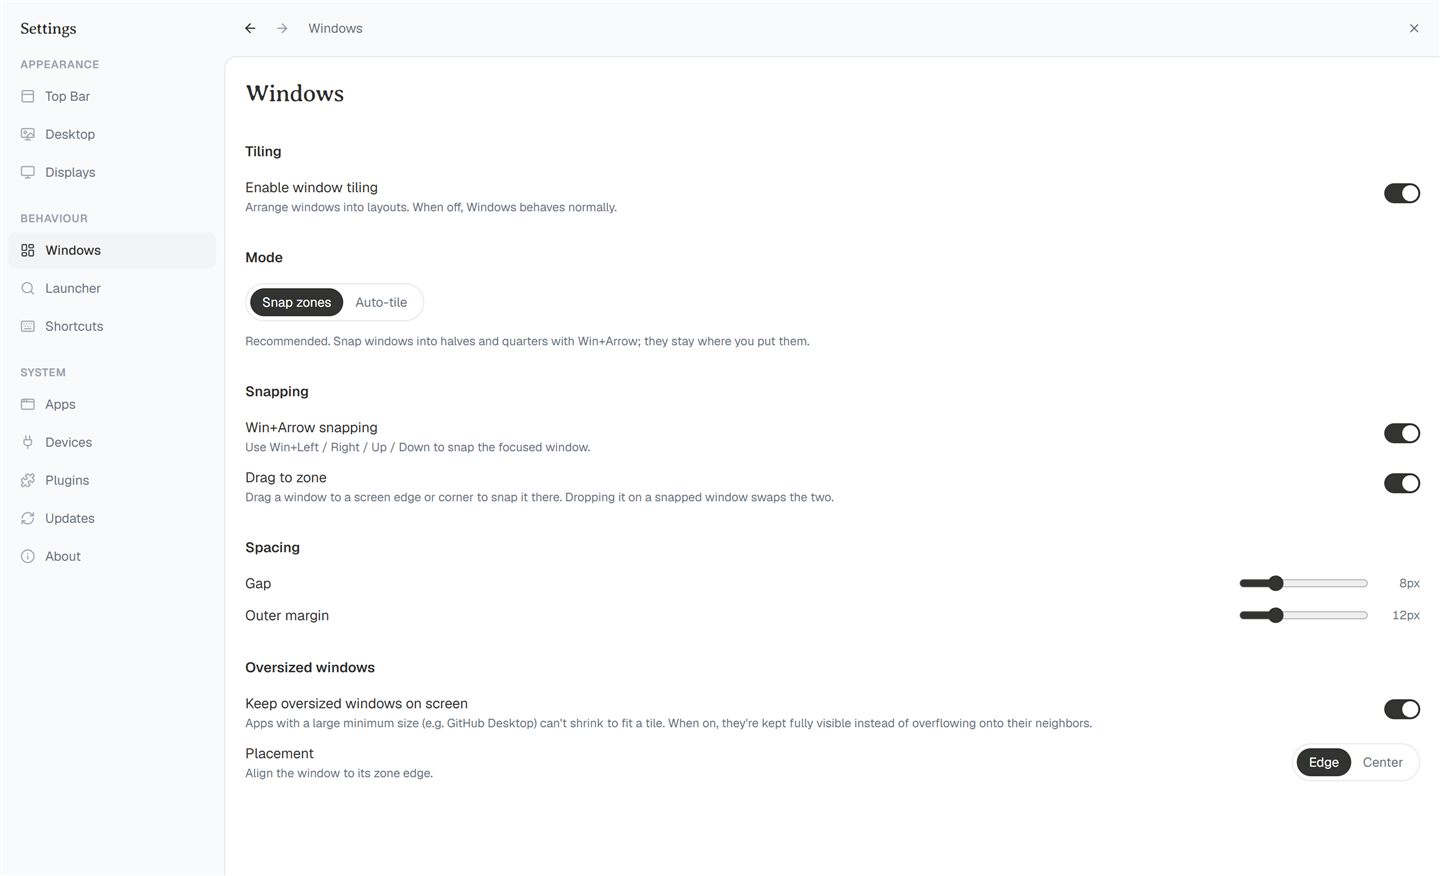 Settings
APPEARANCE
Top Bar
Desktop
Displays
BEHAVIOUR
Windows
Launcher
Shortcuts
SYSTEM
Apps
Devices
Plugins
Updates
About
Windows
Windows
Tiling
Enable window tiling
Arrange windows into layouts. When off, Windows behaves normally.
Mode
Snap zones Auto-tile
Recommended. Snap windows into halves and quarters with Win+Arrow; they stay where you put them.
Snapping
Win+Arrow snapping
Use Win+Left / Right / Up / Down to snap the focused window.
Drag to zone
Drag a window to a screen edge or corner to snap it there. Dropping it on a snapped window swaps the two.
Spacing
Gap 8px
Outer margin 12px
Oversized windows
Keep oversized windows on screen
Apps with a large minimum size (e.g. GitHub Desktop) can't shrink to fit a tile. When on, they're kept fully visible instead of overflowing onto their neighbors.
Placement
Align the window to its zone edge.
Edge Center